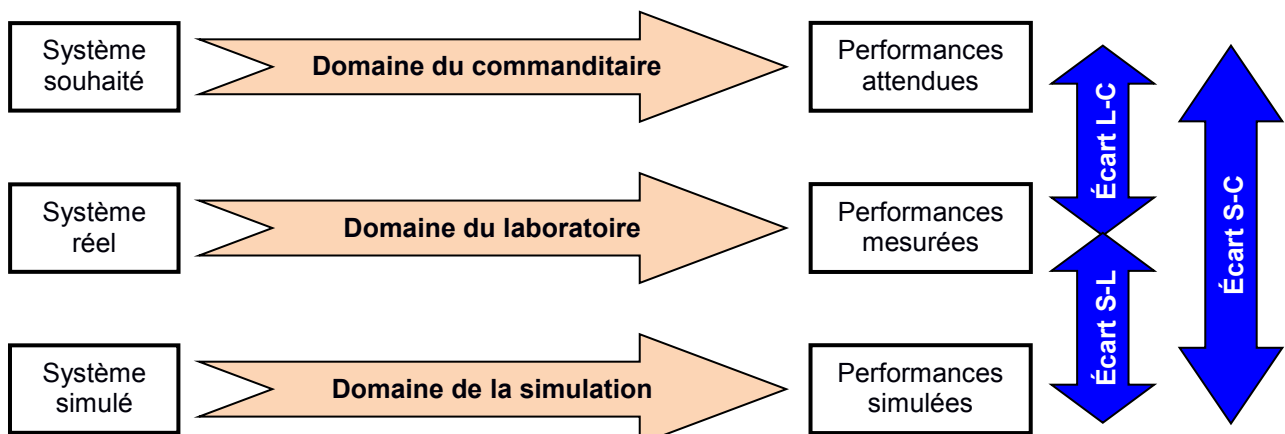 Système
souhaité
Domaine du commanditaire
Performances
attendues
Écart L-C
Écart S-C
Système
réel
Domaine du laboratoire
Performances
mesurées
Écart S-L
Système
simulé
Domaine de la simulation
Performances
simulées